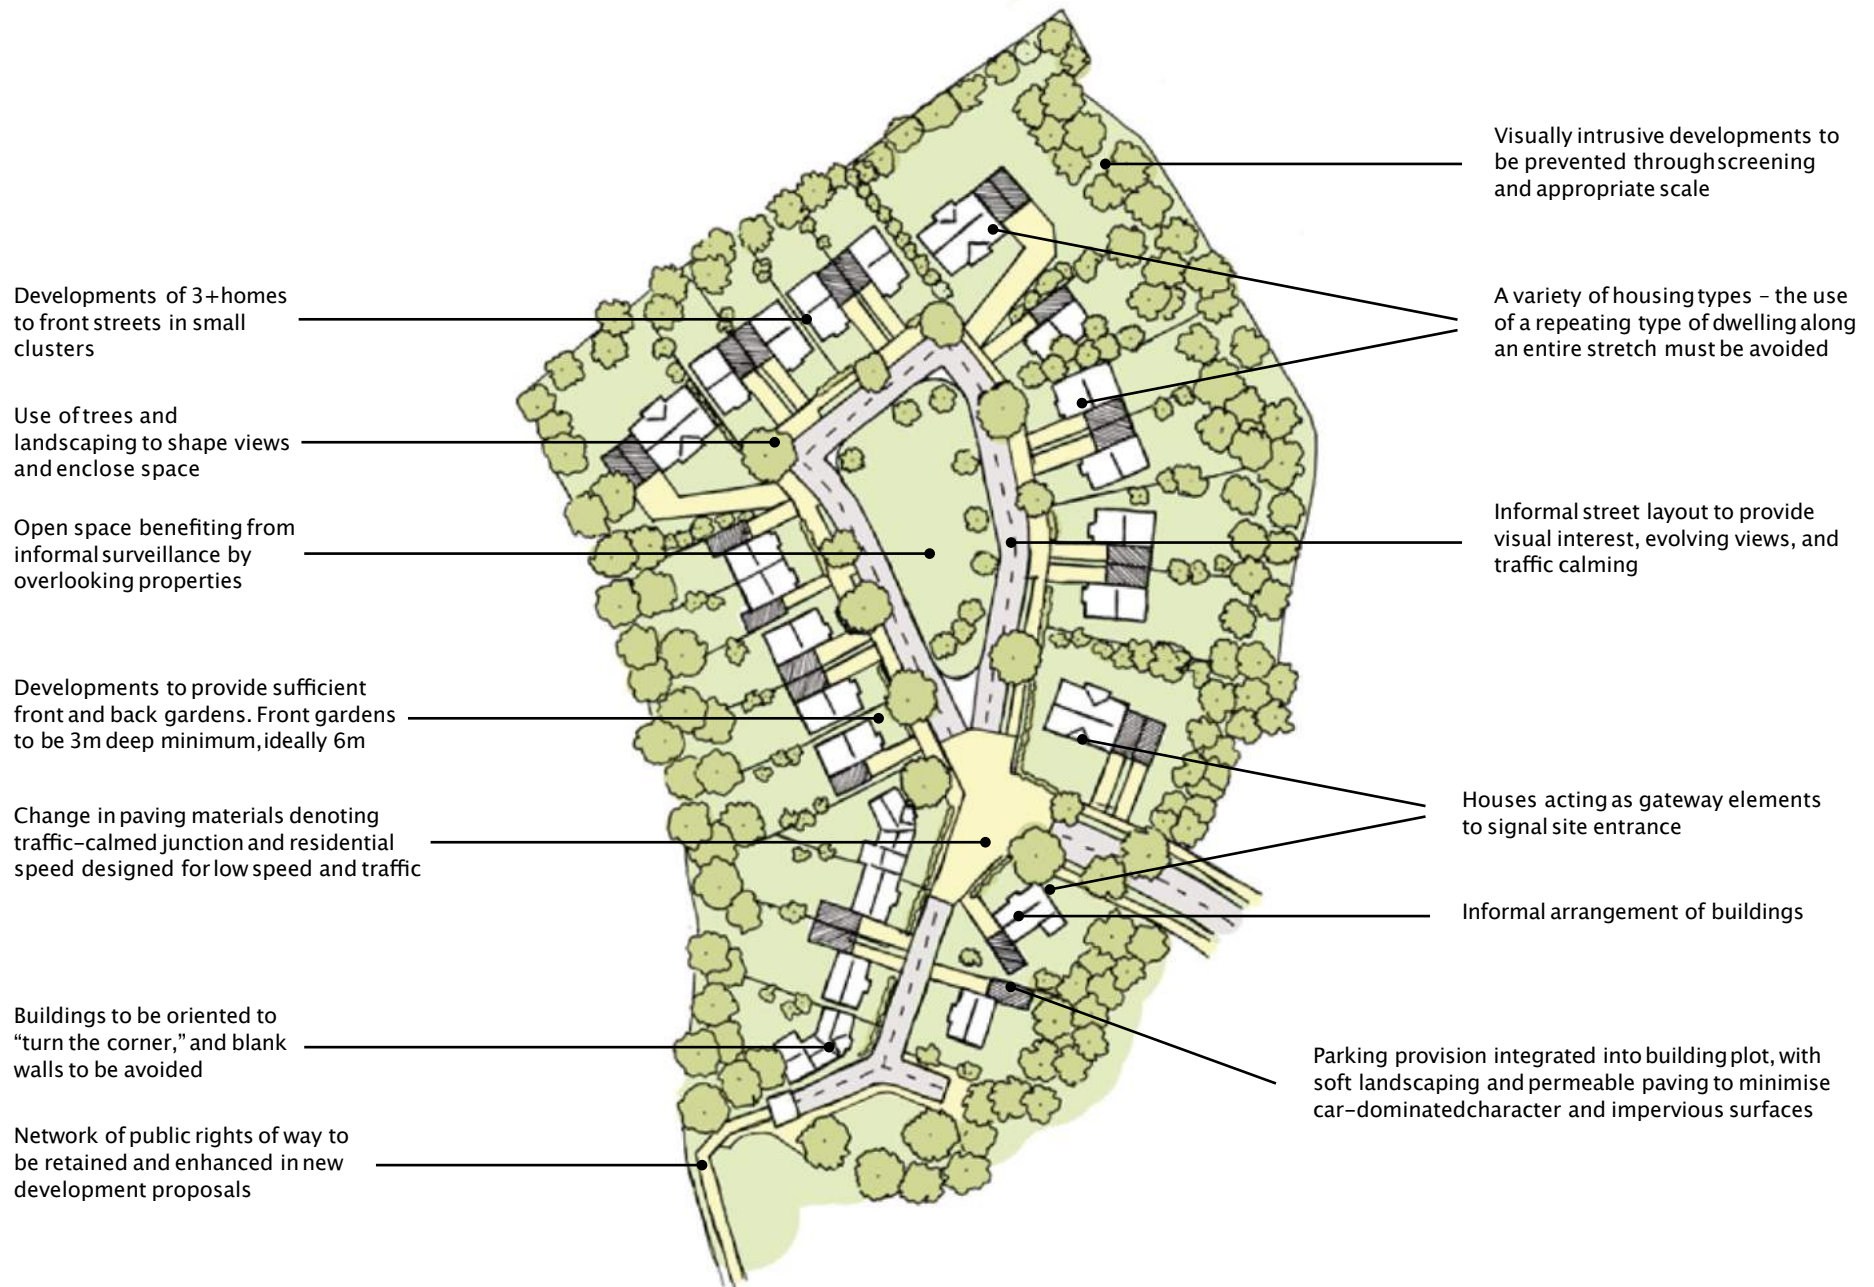 Developments of 3+homes
to front streets in small
clusters
Use of trees and
landscaping to shape views
and enclose space
Open space benefiting from
informal surveillance by
overlooking properties
Developments to provide sufficient
front and back gardens. Front gardens
to be 3m deep minimum, ideally 6m
Change in paving materials denoting
traffic-calmed junction and residential
speed designed for low speed and traffic
Buildings to be oriented to
“turn the corner,” and blank
walls to be avoided
Network of public rights of way to
be retained and enhanced in new
development proposals
Visually intrusive developments to
be prevented through screening
and appropriate scale
A variety of housing types – the use
of a repeating type of dwelling along
an entire stretch must be avoided
Informal street layout to provide
visual interest, evolving views, and
traffic calming
Houses acting as gateway elements
to signal site entrance
Informal arrangement of buildings
Parking provision integrated into building plot, with
soft landscaping and permeable paving to minimise
car-dominated character and impervious surfaces